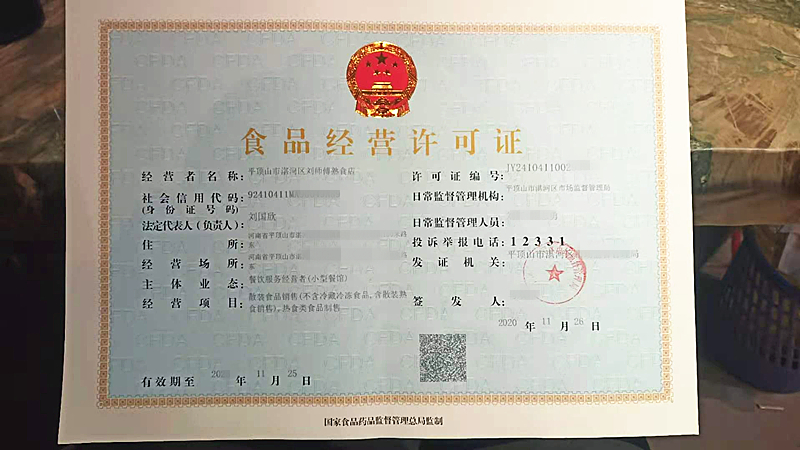 食品经营许可证
经营者名称: 平顶山市湛河区刘师傅熟食店
社会信用代码: 92410411M
(身份证号码)
法定代表人(负责人): 刘国欣
住 所: 河南省平顶山市湛
东
经营场所: 河南省平顶山市湛
东
主体业态: 餐饮服务经营者(小型餐馆)
经营项目: 散装食品销售(不含冷藏冷冻食品,含散装熟
食销售),热食类食品制售
有效期至 20 年 11 月 25 日
许可证编号: JY2410411002
日常监督管理机构: 平顶山市湛河区市场监督管理局
日常监督管理人员:
投诉举报电话: 12331
发证机关: 平顶山市湛河 局
签发人:
2020 年 11 月 26 日
国家食品药品监督管理总局监制